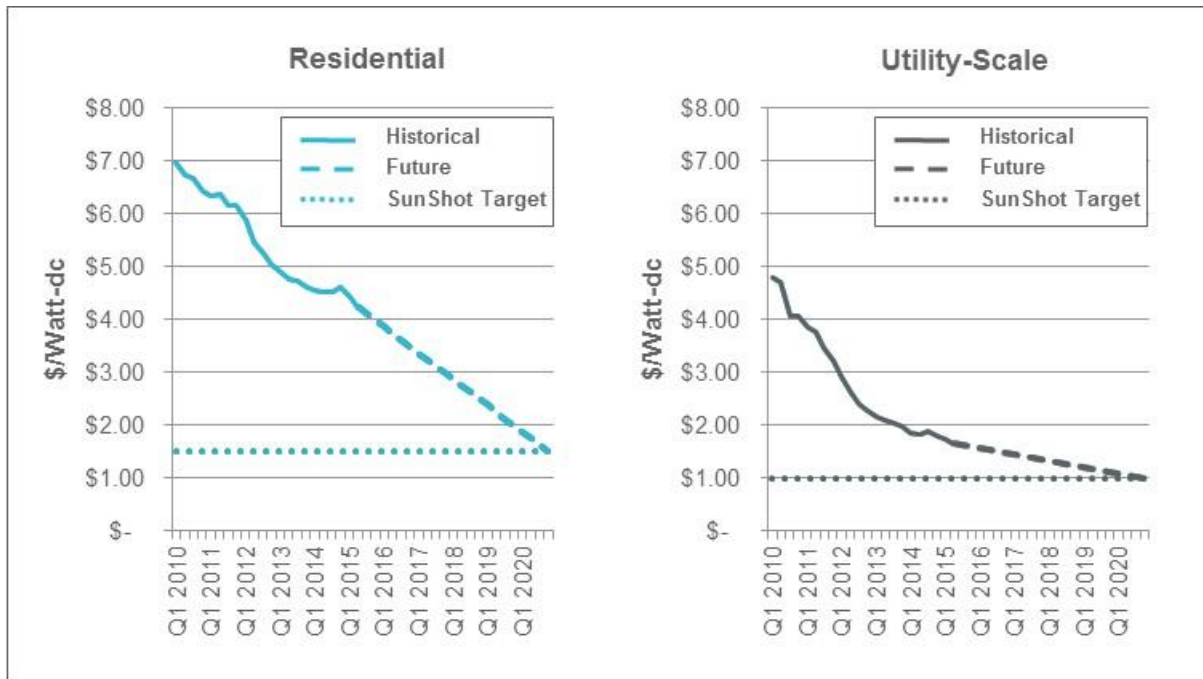 Residential
$/Watt-dc
$8.00
$7.00
$6.00
$5.00
$4.00
$3.00
$2.00
$1.00
$-
Historical
Future
SunShot Target
Q1 2010
Q1 2011
Q1 2012
Q1 2013
Q1 2014
Q1 2015
Q1 2016
Q1 2017
Q1 2018
Q1 2019
Q1 2020
Utility-Scale
$/Watt-dc
$8.00
$7.00
$6.00
$5.00
$4.00
$3.00
$2.00
$1.00
$-
Historical
Future
SunShot Target
Q1 2010
Q1 2011
Q1 2012
Q1 2013
Q1 2014
Q1 2015
Q1 2016
Q1 2017
Q1 2018
Q1 2019
Q1 2020